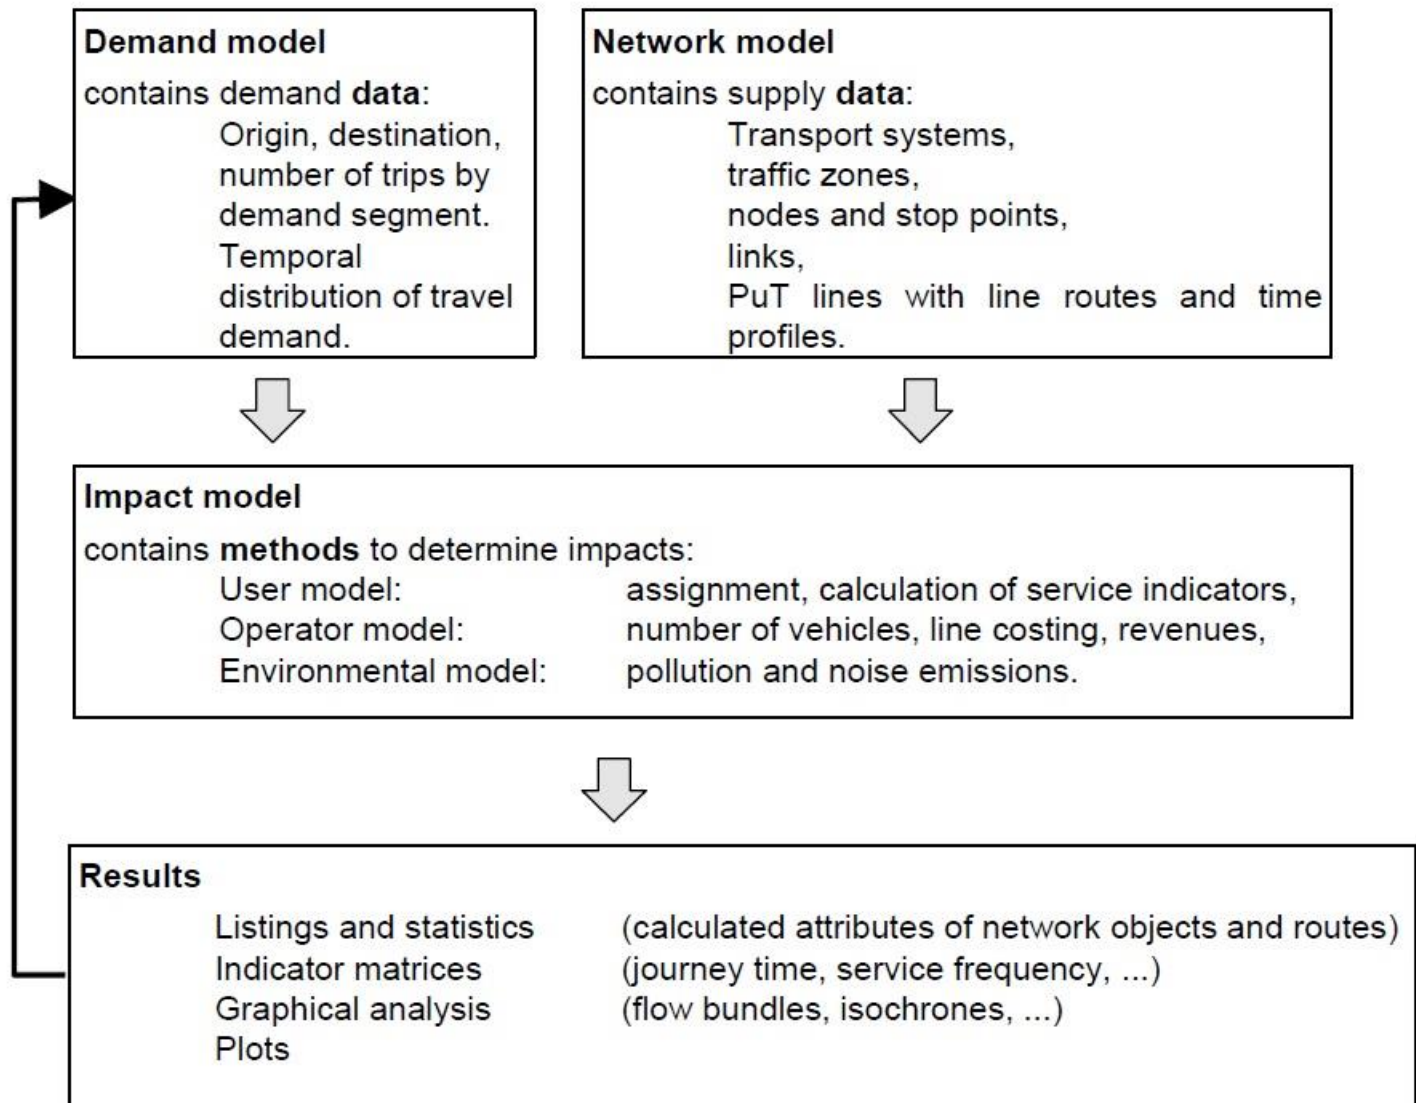 Demand model
contains demand data:
Origin, destination,
number of trips by
demand segment.
Temporal
distribution of travel
demand.
Network model
contains supply data:
Transport systems,
traffic zones,
nodes and stop points,
links,
PuT lines with line routes and time
profiles.
Impact model
contains methods to determine impacts:
User model: assignment, calculation of service indicators,
Operator model: number of vehicles, line costing, revenues,
Environmental model: pollution and noise emissions.
Results
Listings and statistics (calculated attributes of network objects and routes)
Indicator matrices (journey time, service frequency, ...)
Graphical analysis (flow bundles, isochrones, ...)
Plots